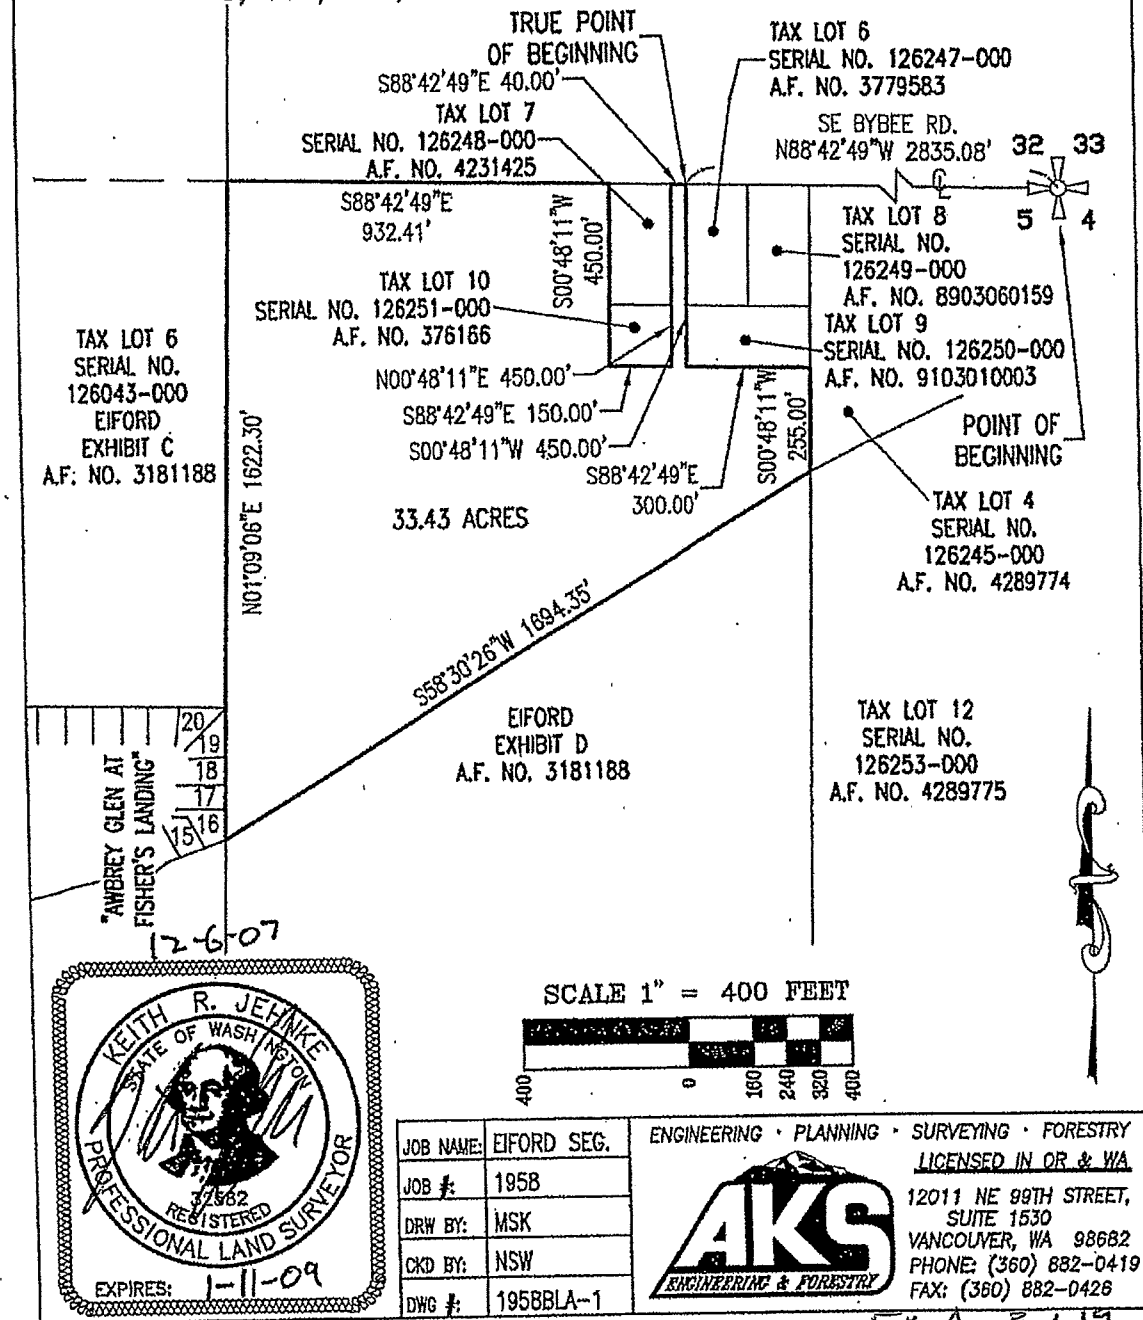 TRUE POINT
OF BEGINNING
S88°42'49"E 40.00'
TAX LOT 7
SERIAL NO. 126248-000
A.F. NO. 4231425
TAX LOT 6
SERIAL NO. 126247-000
A.F. NO. 3779583
SE BYBEE RD.
N88°42'49"W 2835.08'
32 33
5 4
S88°42'49"E
932.41'
S00°48'11"W
450.00'
TAX LOT 8
SERIAL NO.
126249-000
A.F. NO. 8903060159
TAX LOT 10
SERIAL NO. 126251-000
A.F. NO. 376166
TAX LOT 9
SERIAL NO. 126250-000
A.F. NO. 9103010003
TAX LOT 6
SERIAL NO.
126043-000
EIFORD
EXHIBIT C
A.F: NO. 3181188
N00°48'11"E 450.00'
S88°42'49"E 150.00'
S00°48'11"W 450.00'
S88°42'49"E
300.00'
S00°48'11"W
255.00'
POINT OF
BEGINNING
N01°09'06"E 1622.30'
33.43 ACRES
TAX LOT 4
SERIAL NO.
126245-000
A.F. NO. 4289774
S58°30'26"W 1694.35'
EIFORD
EXHIBIT D
A.F. NO. 3181188
TAX LOT 12
SERIAL NO.
126253-000
A.F. NO. 4289775
20
19
18
17
16
15
"AWBREY GLEN AT
FISHER'S LANDING"
12-6-07
KEITH R. JEHNKE
STATE OF WASHINGTON
32582
REGISTERED
PROFESSIONAL LAND SURVEYOR
EXPIRES: 1-11-09
SCALE 1" = 400 FEET
400 0 160 240 320 400
JOB NAME: EIFORD SEG.
JOB #: 1958
DRW BY: MSK
CKD BY: NSW
DWG #: 1958BLA-1
ENGINEERING · PLANNING · SURVEYING · FORESTRY
LICENSED IN OR & WA
AKS
ENGINEERING & FORESTRY
12011 NE 99TH STREET,
SUITE 1530
VANCOUVER, WA 98682
PHONE: (360) 882-0419
FAX: (360) 882-0426